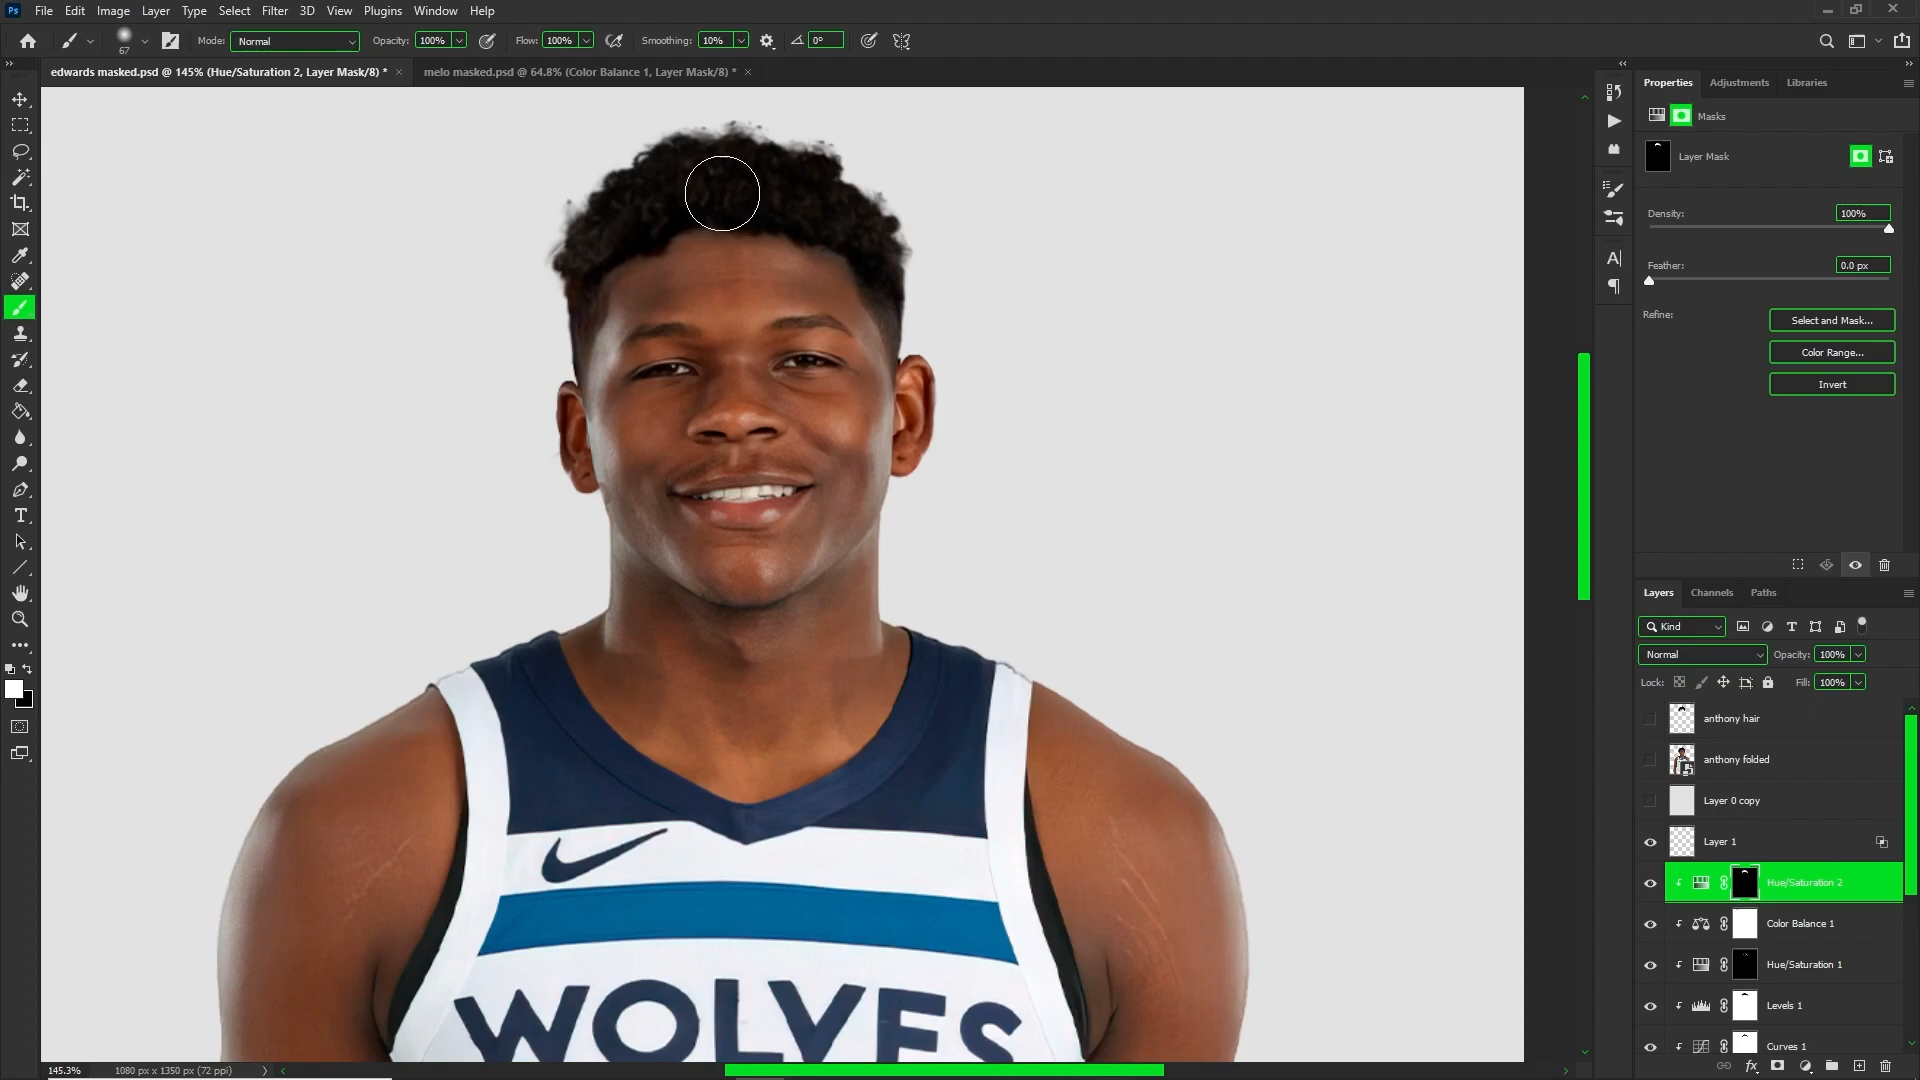 Ps File Edit Image Layer Type Select Filter 3D View Plugins Window Help
67 Mode: Normal Opacity: 100% Flow: 100% Smoothing: 10% 0°
edwards masked.psd @ 145% (Hue/Saturation 2, Layer Mask/8) * × melo masked.psd @ 64.8% (Color Balance 1, Layer Mask/8) * ×
Properties Adjustments Libraries
Masks
Layer Mask
Density: 100%
Feather: 0.0 px
Refine: Select and Mask...
Color Range...
Invert
Layers Channels Paths
Kind
Normal Opacity: 100%
Lock: Fill: 100%
anthony hair
anthony folded
Layer 0 copy
Layer 1
Hue/Saturation 2
Color Balance 1
Hue/Saturation 1
Levels 1
Curves 1
WOLVES
145.3% 1080 px x 1350 px (72 ppi)